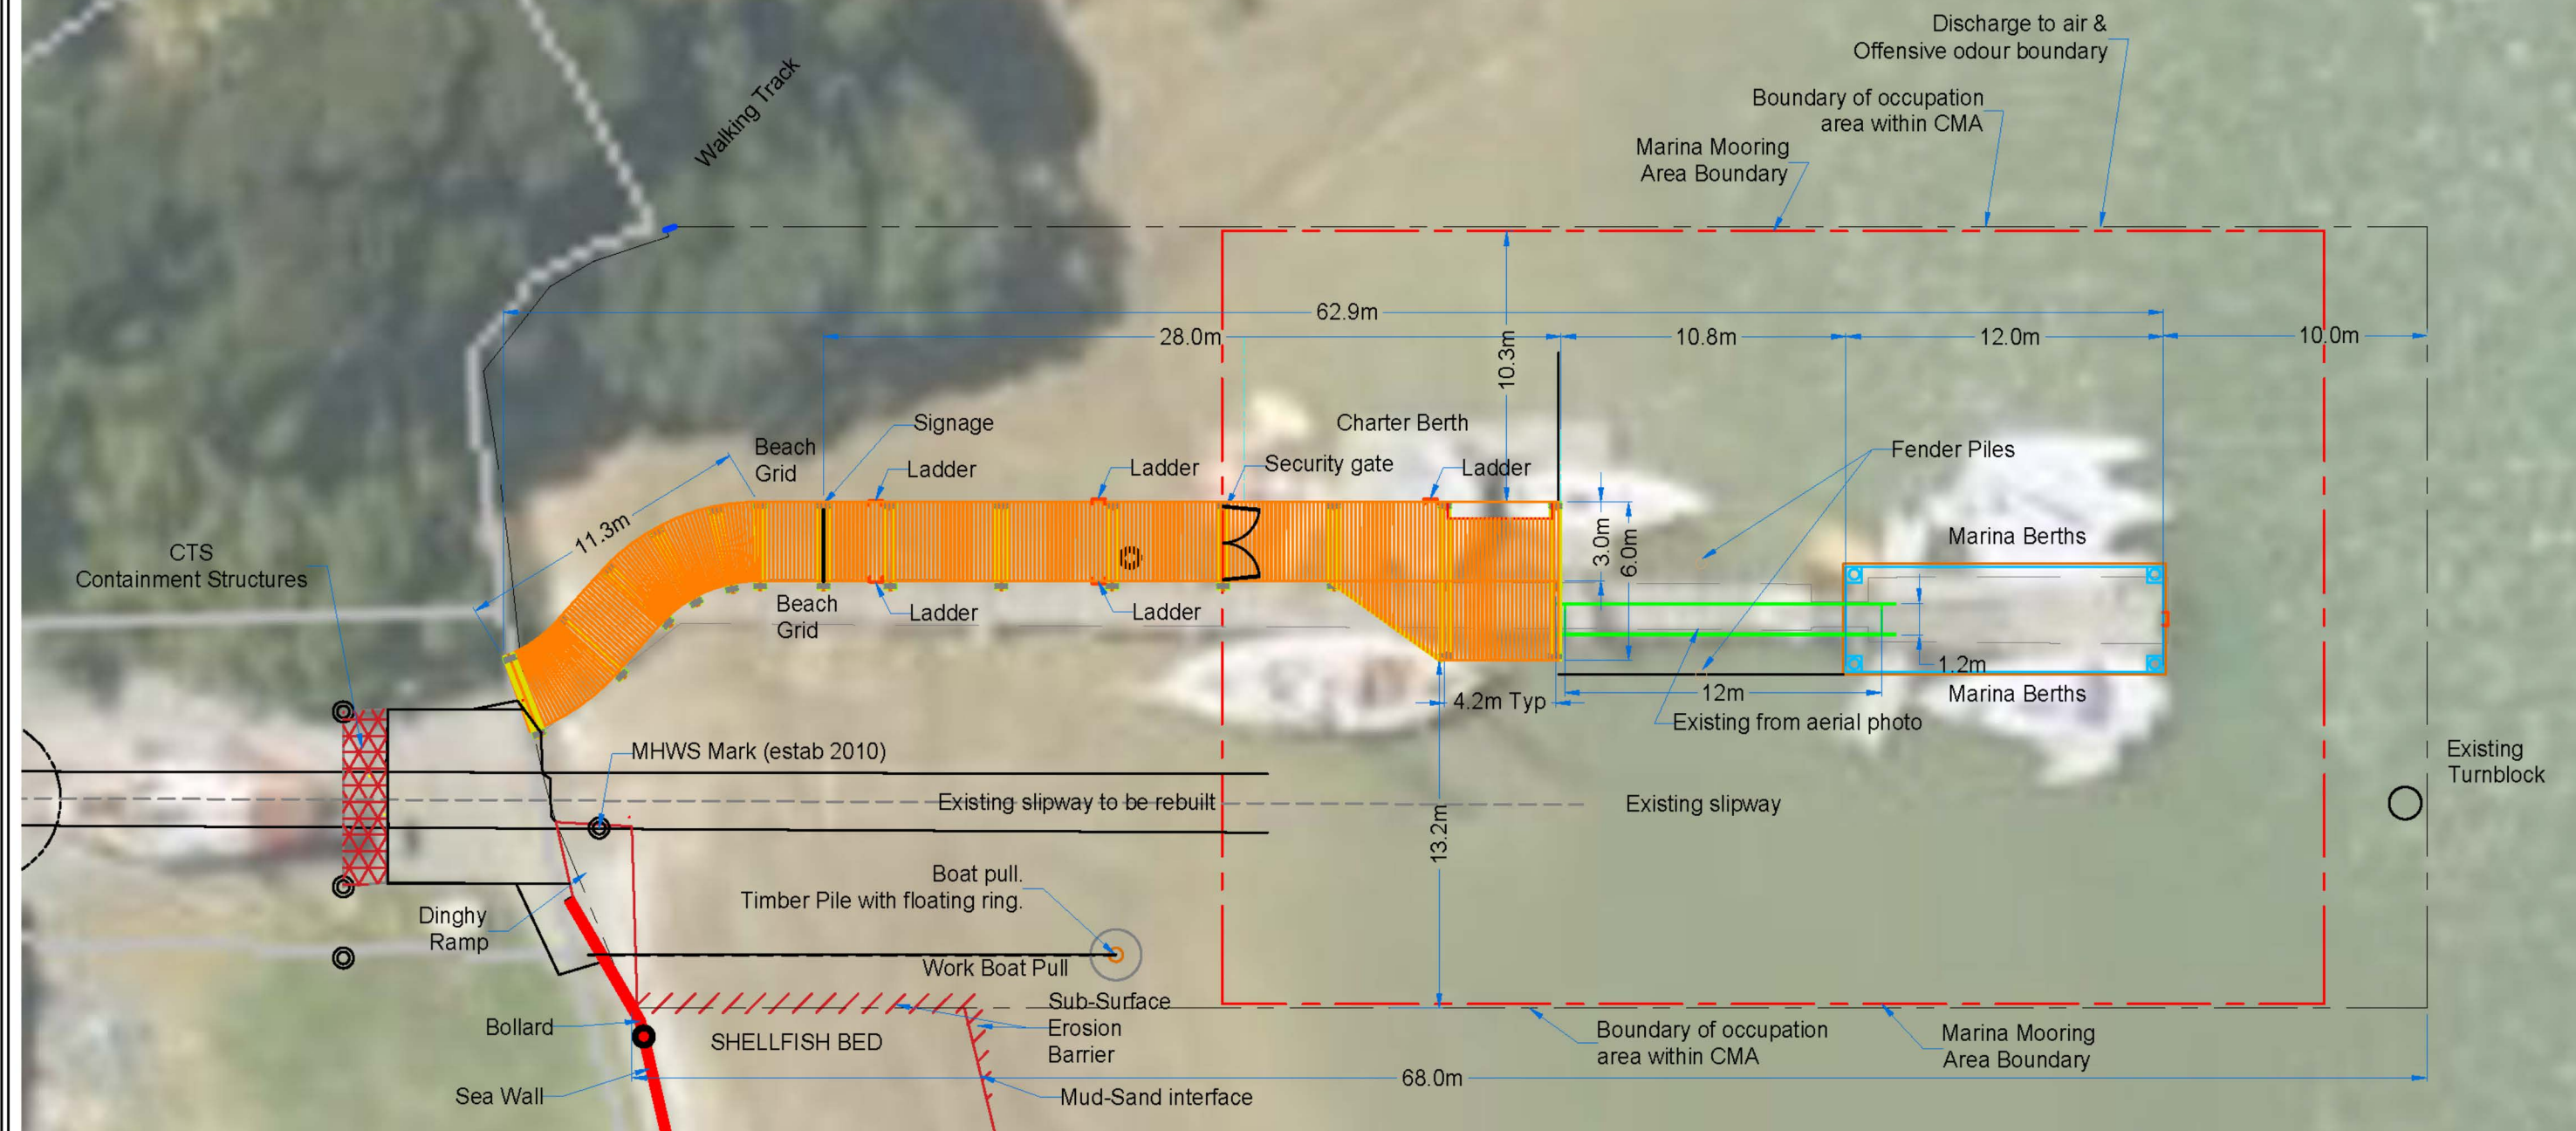 Discharge to air &
Offensive odour boundary
Boundary of occupation
area within CMA
Marina Mooring
Area Boundary
Walking Track
62.9m
28.0m
10.3m
10.8m
12.0m
10.0m
Signage
Charter Berth
Beach
Grid
Ladder
Ladder
Security gate
Ladder
Fender Piles
11.3m
3.0m
6.0m
Marina Berths
CTS
Containment Structures
Beach
Grid
Ladder
Ladder
1.2m
4.2m Typ
12m
Marina Berths
Existing from aerial photo
MHWS Mark (estab 2010)
Existing
Turnblock
Existing slipway to be rebuilt
Existing slipway
13.2m
Boat pull.
Timber Pile with floating ring.
Dinghy
Ramp
Work Boat Pull
Sub-Surface
Erosion
Barrier
Bollard
SHELLFISH BED
Boundary of occupation
area within CMA
Marina Mooring
Area Boundary
68.0m
Sea Wall
Mud-Sand interface